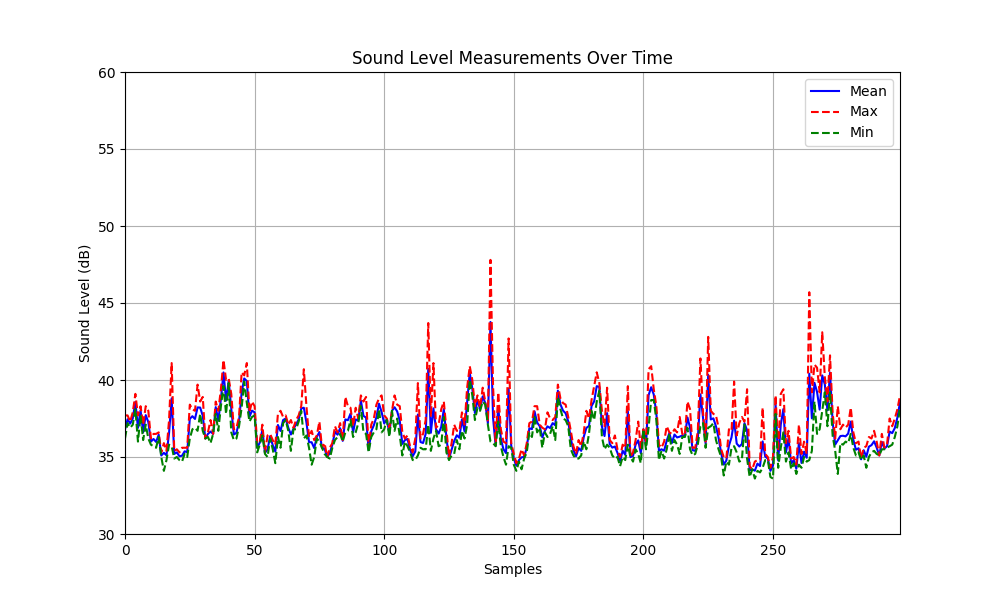 Sound Level Measurements Over Time
60
55
50
45
40
35
30
Sound Level (dB)
0 50 100 150 200 250
Samples
Mean
Max
Min